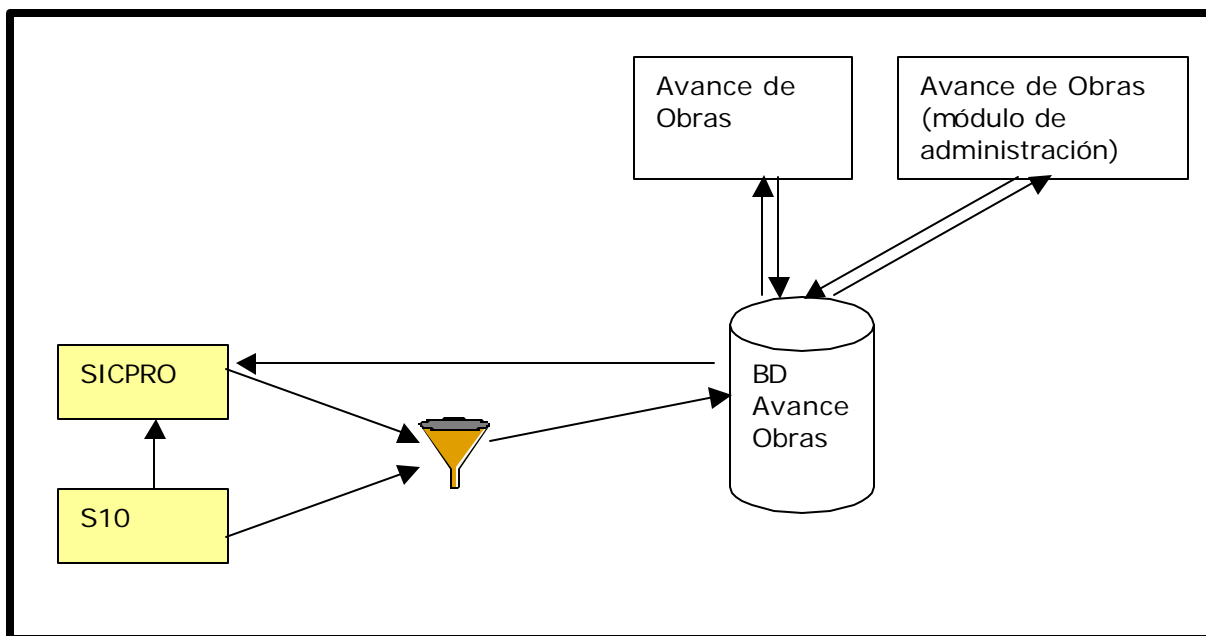 Avance de
Obras
Avance de Obras
(módulo de
administración)
SICPRO
BD
Avance
Obras
S10